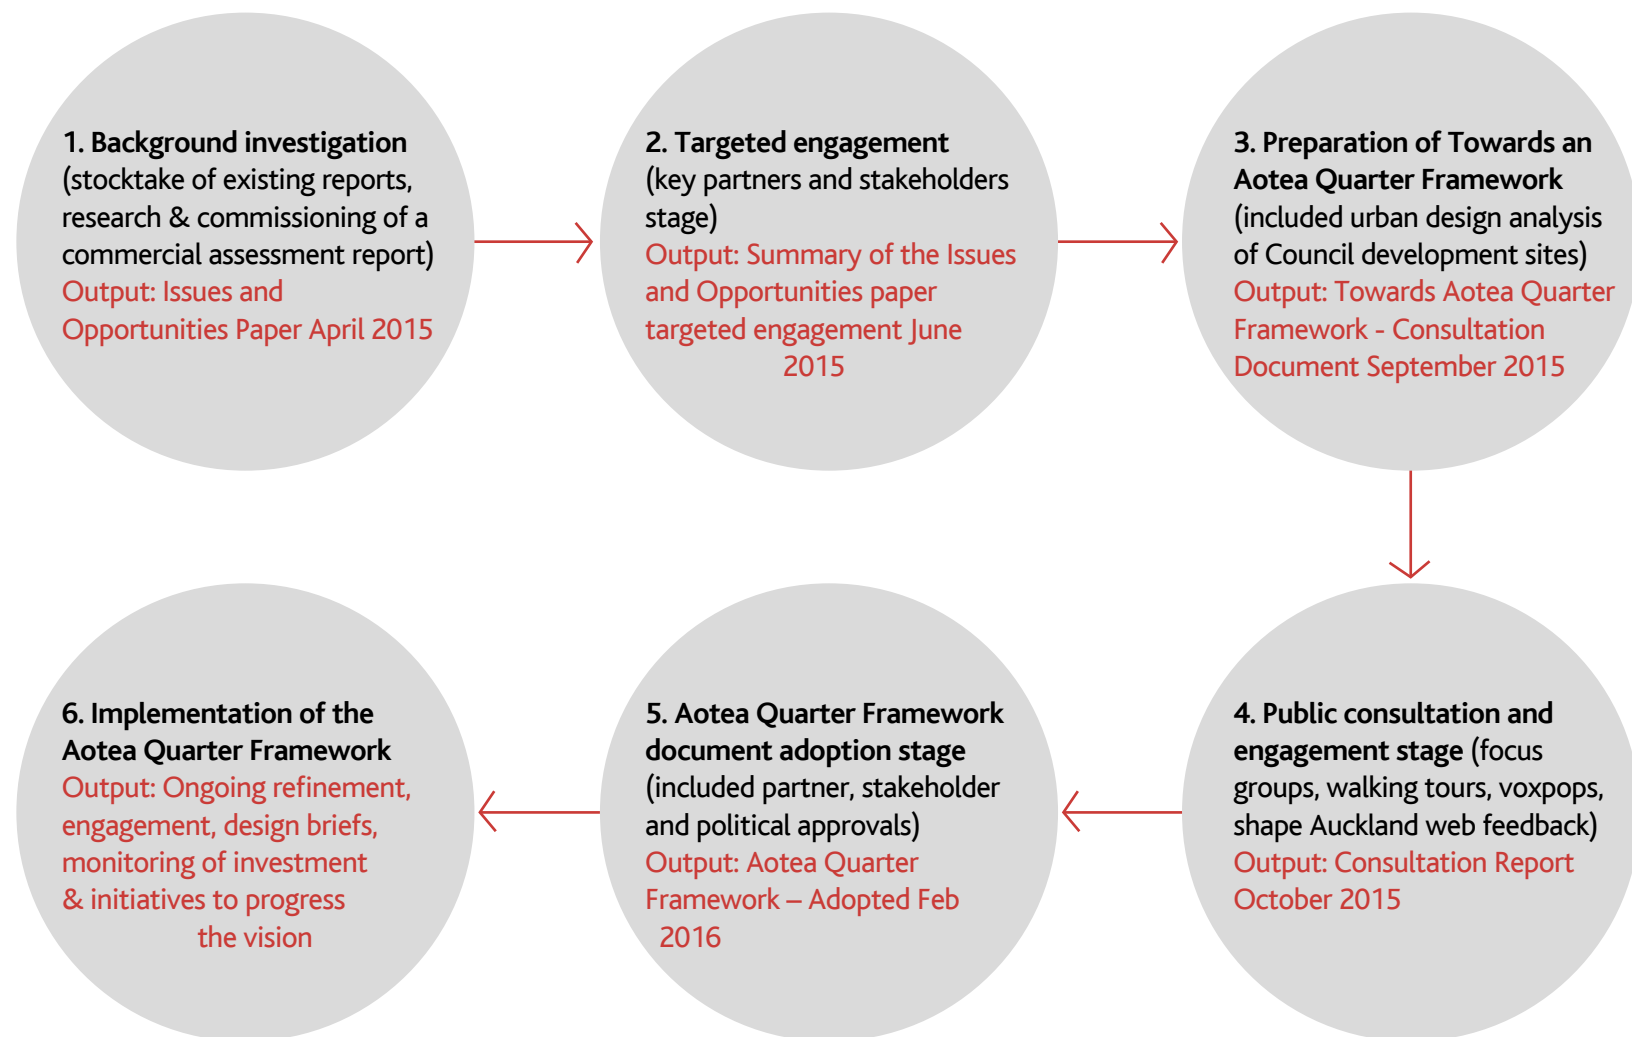 1. Background investigation
(stocktake of existing reports,
research & commissioning of a
commercial assessment report)
Output: Issues and
Opportunities Paper April 2015
2. Targeted engagement
(key partners and stakeholders
stage)
Output: Summary of the Issues
and Opportunities paper
targeted engagement June
2015
3. Preparation of Towards an
Aotea Quarter Framework
(included urban design analysis
of Council development sites)
Output: Towards Aotea Quarter
Framework - Consultation
Document September 2015
4. Public consultation and
engagement stage (focus
groups, walking tours, voxpops,
shape Auckland web feedback)
Output: Consultation Report
October 2015
5. Aotea Quarter Framework
document adoption stage
(included partner, stakeholder
and political approvals)
Output: Aotea Quarter
Framework – Adopted Feb
2016
6. Implementation of the
Aotea Quarter Framework
Output: Ongoing refinement,
engagement, design briefs,
monitoring of investment
& initiatives to progress
the vision